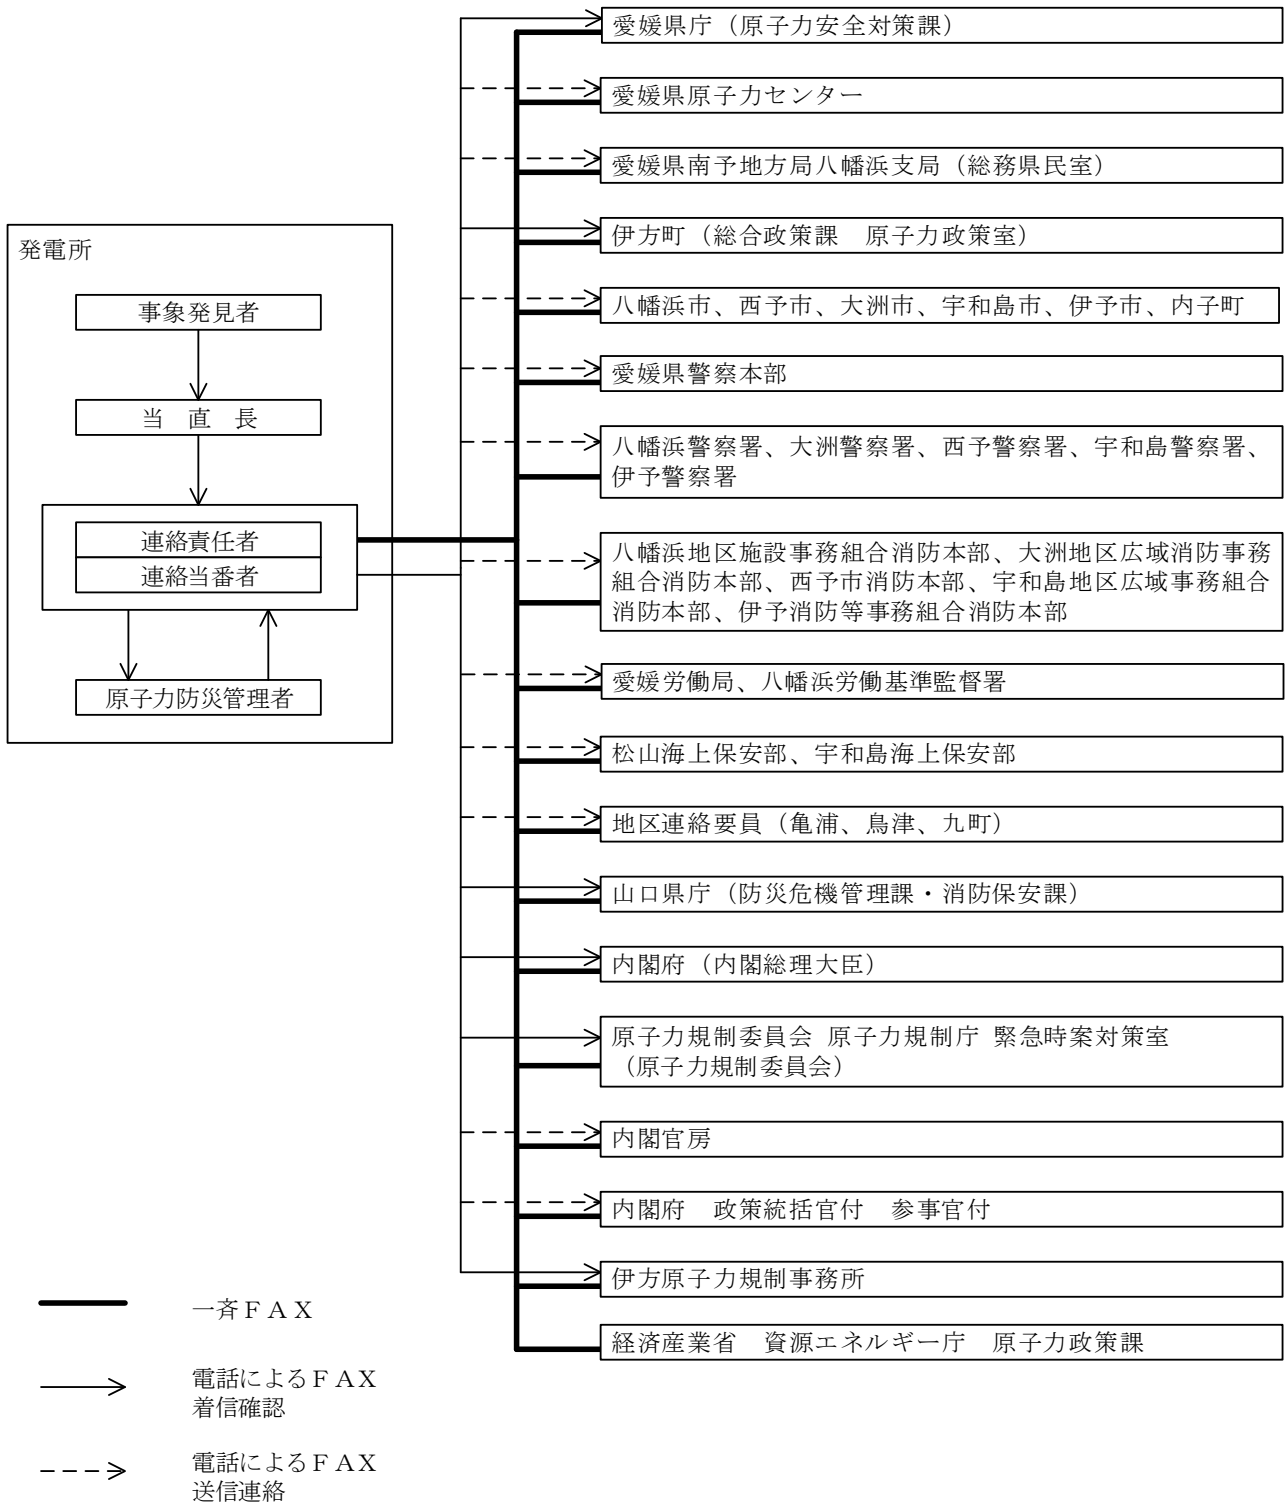 愛媛県庁（原子力安全対策課）
愛媛県原子力センター
愛媛県南予地方局八幡浜支局（総務県民室）
伊方町（総合政策課　原子力政策室）
八幡浜市、西予市、大洲市、宇和島市、伊予市、内子町
愛媛県警察本部
八幡浜警察署、大洲警察署、西予警察署、宇和島警察署、
伊予警察署
八幡浜地区施設事務組合消防本部、大洲地区広域消防事務
組合消防本部、西予市消防本部、宇和島地区広域事務組合
消防本部、伊予消防等事務組合消防本部
愛媛労働局、八幡浜労働基準監督署
松山海上保安部、宇和島海上保安部
地区連絡要員（亀浦、鳥津、九町）
山口県庁（防災危機管理課・消防保安課）
内閣府（内閣総理大臣）
原子力規制委員会 原子力規制庁 緊急時案対策室
（原子力規制委員会）
内閣官房
内閣府　政策統括官付　参事官付
伊方原子力規制事務所
経済産業省　資源エネルギー庁　原子力政策課
発電所
事象発見者
当　直　長
連絡責任者
連絡当番者
原子力防災管理者
一斉ＦＡＸ
電話によるＦＡＸ
着信確認
電話によるＦＡＸ
送信連絡